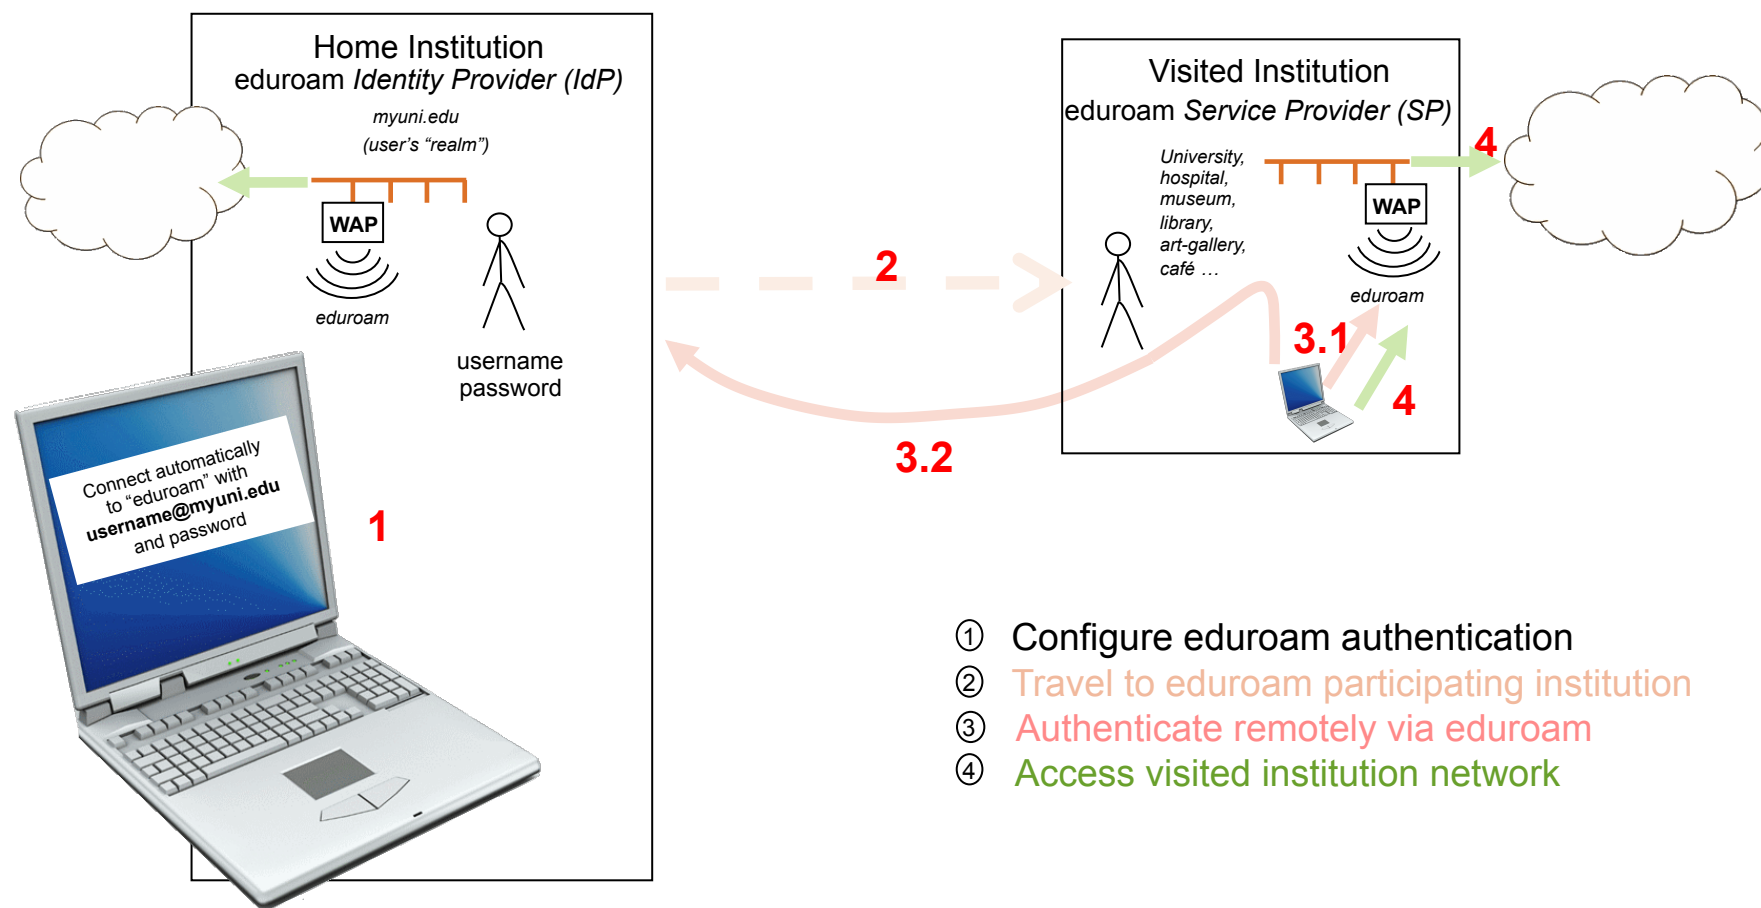 Home Institution
eduroam Identity Provider (IdP)
myuni.edu
(user's “realm”)
WAP
eduroam
username
password
Connect automatically
to “eduroam” with
username@myuni.edu
and password
1
2
3.2
Visited Institution
eduroam Service Provider (SP)
University,
hospital,
museum,
library,
art-gallery,
café …
WAP
eduroam
3.1
4
4
① Configure eduroam authentication
② Travel to eduroam participating institution
③ Authenticate remotely via eduroam
④ Access visited institution network